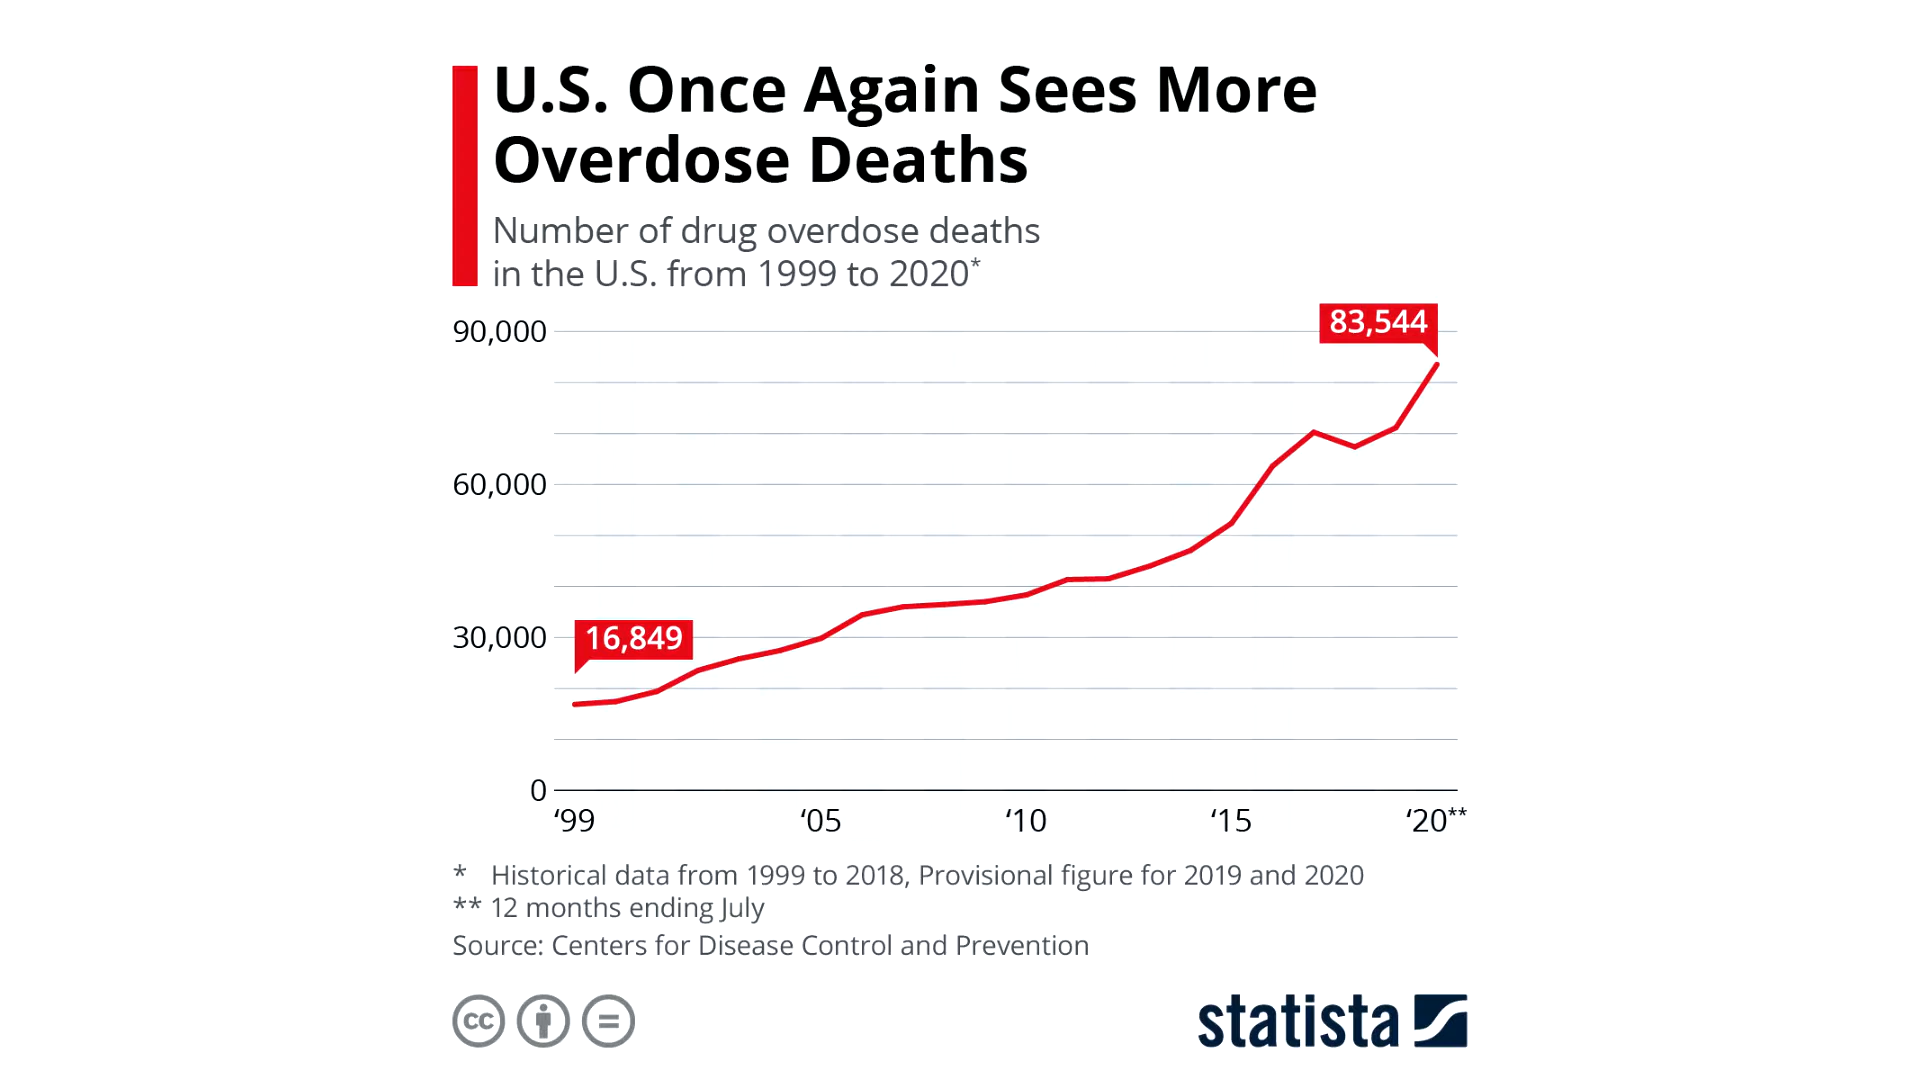 U.S. Once Again Sees More
Overdose Deaths
Number of drug overdose deaths
in the U.S. from 1999 to 2020*
83,544
90,000
60,000
30,000
16,849
0
‘99 ‘05 ‘10 ‘15 ‘20**
* Historical data from 1999 to 2018, Provisional figure for 2019 and 2020
** 12 months ending July
Source: Centers for Disease Control and Prevention
cc =
statista